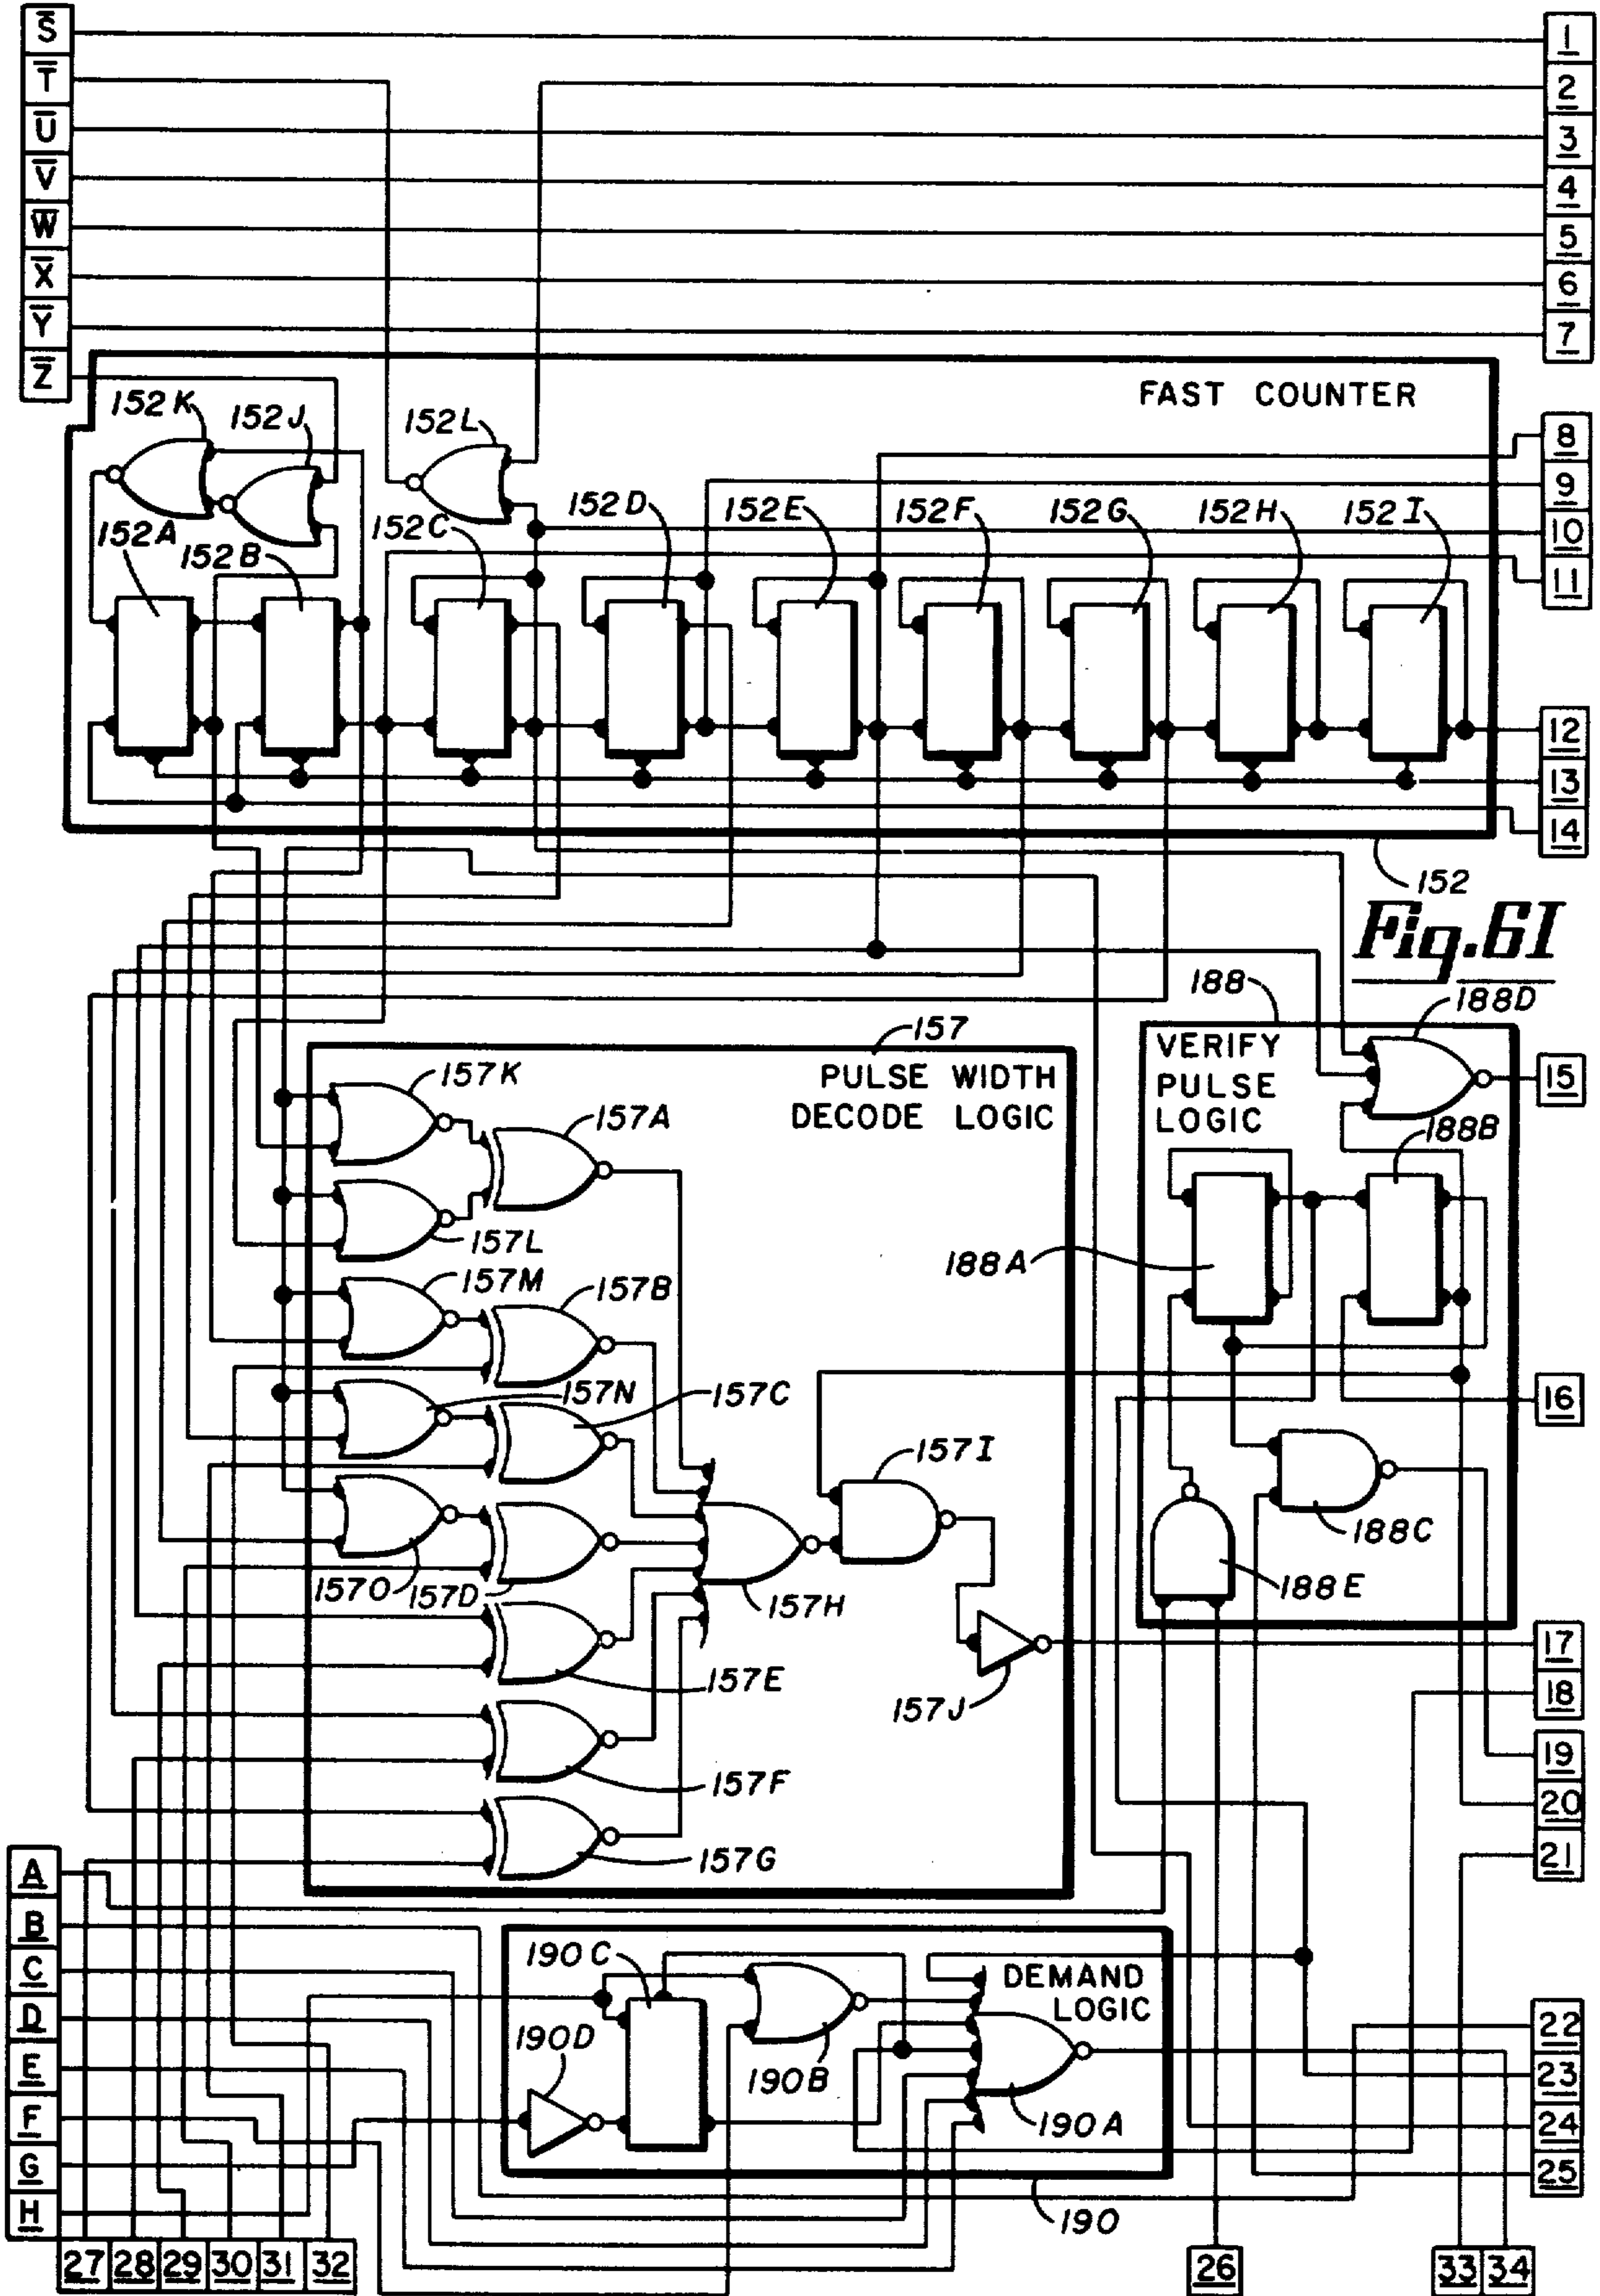 S̅ 1
T̅ 2
U̅ 3
V̅ 4
W̅ 5
X̅ 6
Y̅ 7
Z̅
FAST COUNTER
152K 152J 152L
8
9
152A 152B 152C 152D 152E 152F 152G 152H 152I
10
11
12
13
14
152
Fig.6I
188
188D
157
VERIFY
PULSE
LOGIC
PULSE WIDTH
DECODE LOGIC
157K
157A
15
188B
157L
188A
157M
157B
157N
157C
16
157I
188C
157O
157D
157H
188E
157E
157J
17
18
157F
19
20
157G
21
A
B
C
D
E
F
G
H
190C
DEMAND
LOGIC
190D
190B
190A
22
23
24
25
190
27 28 29 30 31 32
26
33 34